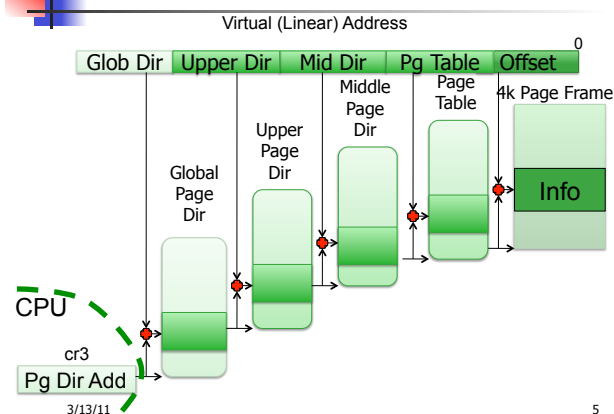 Virtual (Linear) Address
0
Glob Dir Upper Dir Mid Dir Pg Table Offset
Global
Page
Dir
Upper
Page
Dir
Middle
Page
Dir
Page
Table
4k Page Frame
Info
CPU
cr3
Pg Dir Add
3/13/11
5